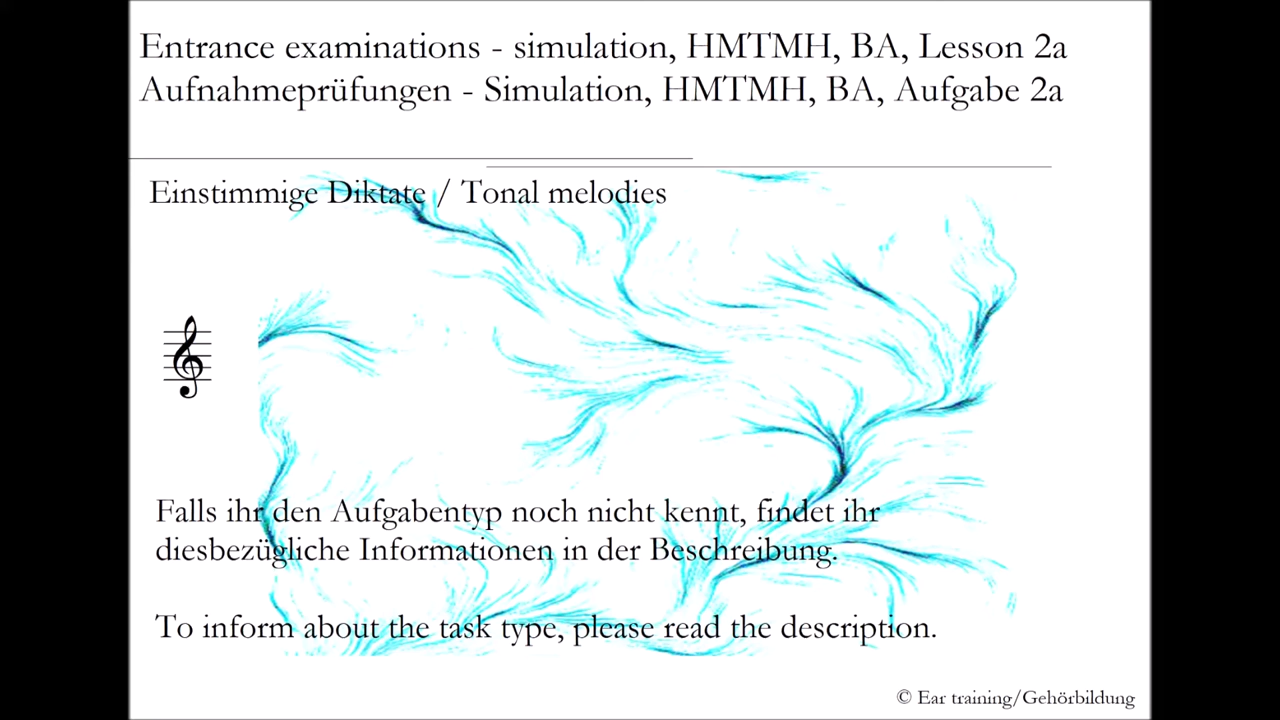 Entrance examinations - simulation, HMTMH, BA, Lesson 2a
Aufnahmeprüfungen - Simulation, HMTMH, BA, Aufgabe 2a
Einstimmige Diktate / Tonal melodies
Falls ihr den Aufgabentyp noch nicht kennt, findet ihr
diesbezügliche Informationen in der Beschreibung.
To inform about the task type, please read the description.
© Ear training/Gehörbildung